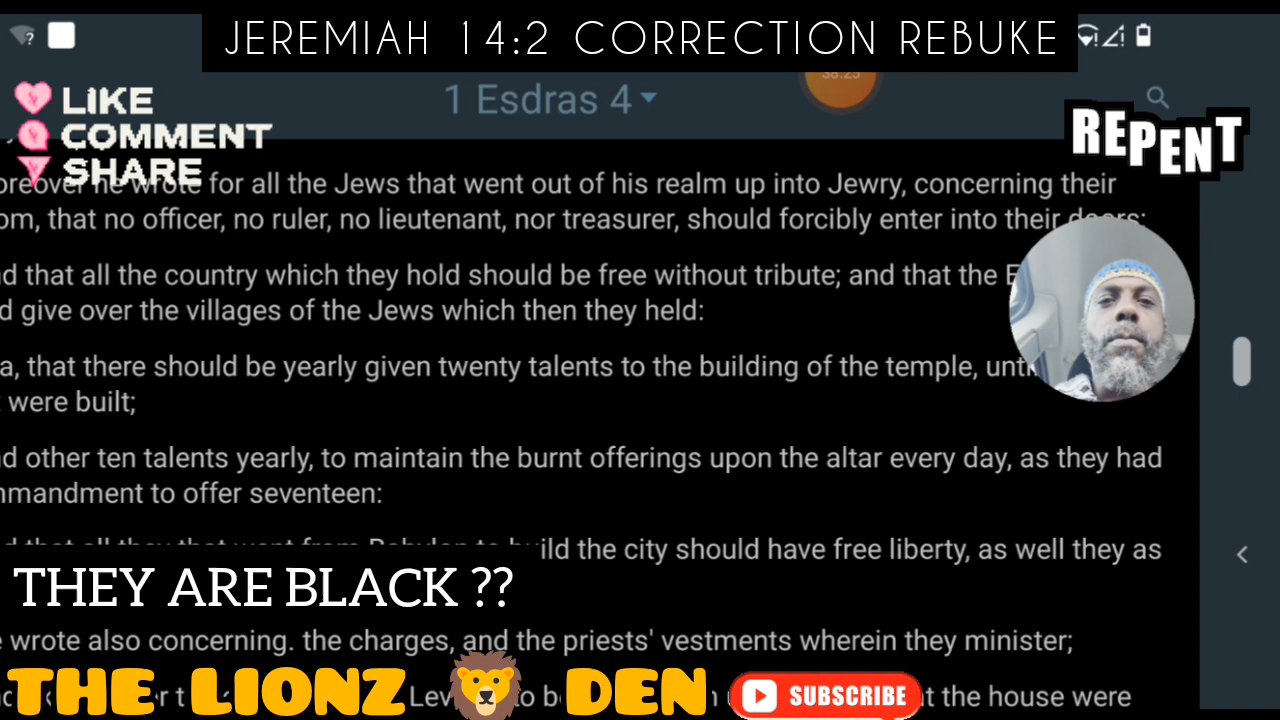 JEREMIAH 14:2 CORRECTION REBUKE
38:25
1 Esdras 4
LIKE
COMMENT
SHARE
REPENT
he wrote for all the Jews that went out of his realm up into Jewry, concerning their
that no officer, no ruler, no lieutenant, nor treasurer, should forcibly enter into their doors;
that all the country which they hold should be free without tribute; and that the
give over the villages of the Jews which then they held:
that there should be yearly given twenty talents to the building of the temple,
were built;
other ten talents yearly, to maintain the burnt offerings upon the altar every day, as they had
to offer seventeen:
the city should have free liberty, as well they as
THEY ARE BLACK ??
wrote also concerning. the charges, and the priests' vestments wherein they minister;
the house were
THE LIONZ DEN
SUBSCRIBE